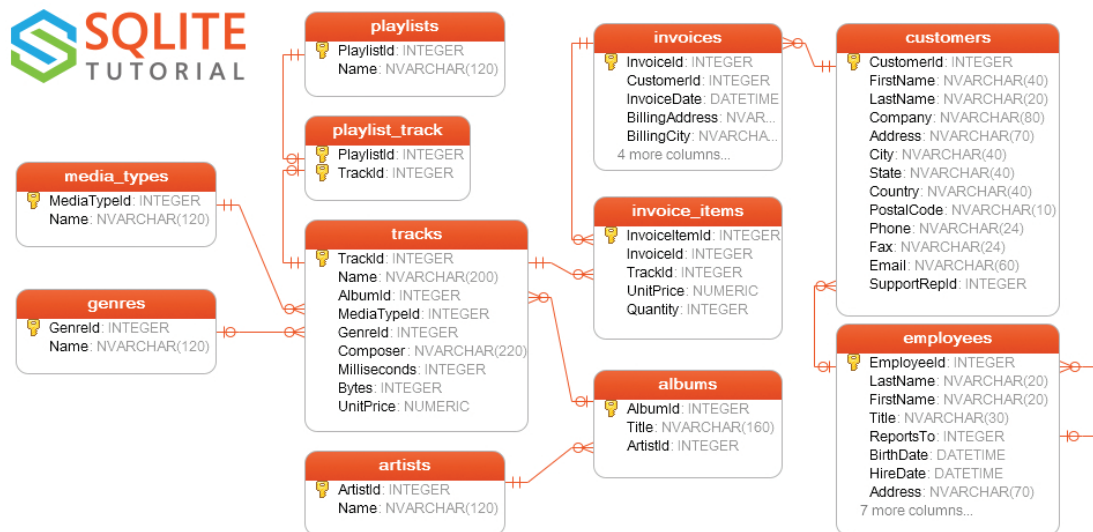 SQLITE
TUTORIAL
playlists
PlaylistId: INTEGER
Name: NVARCHAR(120)
playlist_track
PlaylistId: INTEGER
TrackId: INTEGER
media_types
MediaTypeId: INTEGER
Name: NVARCHAR(120)
genres
GenreId: INTEGER
Name: NVARCHAR(120)
tracks
TrackId: INTEGER
Name: NVARCHAR(200)
AlbumId: INTEGER
MediaTypeId: INTEGER
GenreId: INTEGER
Composer: NVARCHAR(220)
Milliseconds: INTEGER
Bytes: INTEGER
UnitPrice: NUMERIC
artists
ArtistId: INTEGER
Name: NVARCHAR(120)
invoices
InvoiceId: INTEGER
CustomerId: INTEGER
InvoiceDate: DATETIME
BillingAddress: NVAR...
BillingCity: NVARCHA...
4 more columns...
invoice_items
InvoiceItemId: INTEGER
InvoiceId: INTEGER
TrackId: INTEGER
UnitPrice: NUMERIC
Quantity: INTEGER
albums
AlbumId: INTEGER
Title: NVARCHAR(160)
ArtistId: INTEGER
customers
CustomerId: INTEGER
FirstName: NVARCHAR(40)
LastName: NVARCHAR(20)
Company: NVARCHAR(80)
Address: NVARCHAR(70)
City: NVARCHAR(40)
State: NVARCHAR(40)
Country: NVARCHAR(40)
PostalCode: NVARCHAR(10)
Phone: NVARCHAR(24)
Fax: NVARCHAR(24)
Email: NVARCHAR(60)
SupportRepId: INTEGER
employees
EmployeeId: INTEGER
LastName: NVARCHAR(20)
FirstName: NVARCHAR(20)
Title: NVARCHAR(30)
ReportsTo: INTEGER
BirthDate: DATETIME
HireDate: DATETIME
Address: NVARCHAR(70)
7 more columns...